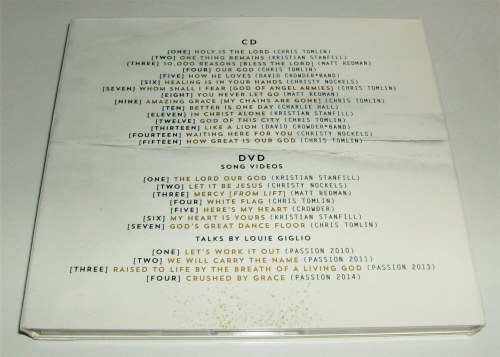 CD
[ONE] HOLY IS THE LORD (CHRIS TOMLIN)
[TWO] ONE THING REMAINS (KRISTIAN STANFILL)
[THREE] 10,000 REASONS [BLESS THE LORD] (MATT REDMAN)
[FOUR] OUR GOD (CHRIS TOMLIN)
[FIVE] HOW HE LOVES (DAVID CROWDER*BAND)
[SIX] HEALING IS IN YOUR HANDS (CHRISTY NOCKELS)
[SEVEN] WHOM SHALL I FEAR [GOD OF ANGEL ARMIES] (CHRIS TOMLIN)
[EIGHT] YOU NEVER LET GO (MATT REDMAN)
[NINE] AMAZING GRACE [MY CHAINS ARE GONE] (CHRIS TOMLIN)
[TEN] BETTER IS ONE DAY (CHARLIE HALL)
[ELEVEN] IN CHRIST ALONE (KRISTIAN STANFILL)
[TWELVE] GOD OF THIS CITY (CHRIS TOMLIN)
[THIRTEEN] LIKE A LION (DAVID CROWDER*BAND)
[FOURTEEN] WAITING HERE FOR YOU (CHRISTY NOCKELS)
[FIFTEEN] HOW GREAT IS OUR GOD (CHRIS TOMLIN)
DVD
SONG VIDEOS
[ONE] THE LORD OUR GOD (KRISTIAN STANFILL)
[TWO] LET IT BE JESUS (CHRISTY NOCKELS)
[THREE] MERCY [FROM LIFT] (MATT REDMAN)
[FOUR] WHITE FLAG (CHRIS TOMLIN)
[FIVE] HERE'S MY HEART (CROWDER)
[SIX] MY HEART IS YOURS (KRISTIAN STANFILL)
[SEVEN] GOD'S GREAT DANCE FLOOR (CHRIS TOMLIN)
TALKS BY LOUIE GIGLIO
[ONE] LET'S WORK IT OUT (PASSION 2010)
[TWO] WE WILL CARRY THE NAME (PASSION 2011)
[THREE] RAISED TO LIFE BY THE BREATH OF A LIVING GOD (PASSION 2013)
[FOUR] CRUSHED BY GRACE (PASSION 2014)